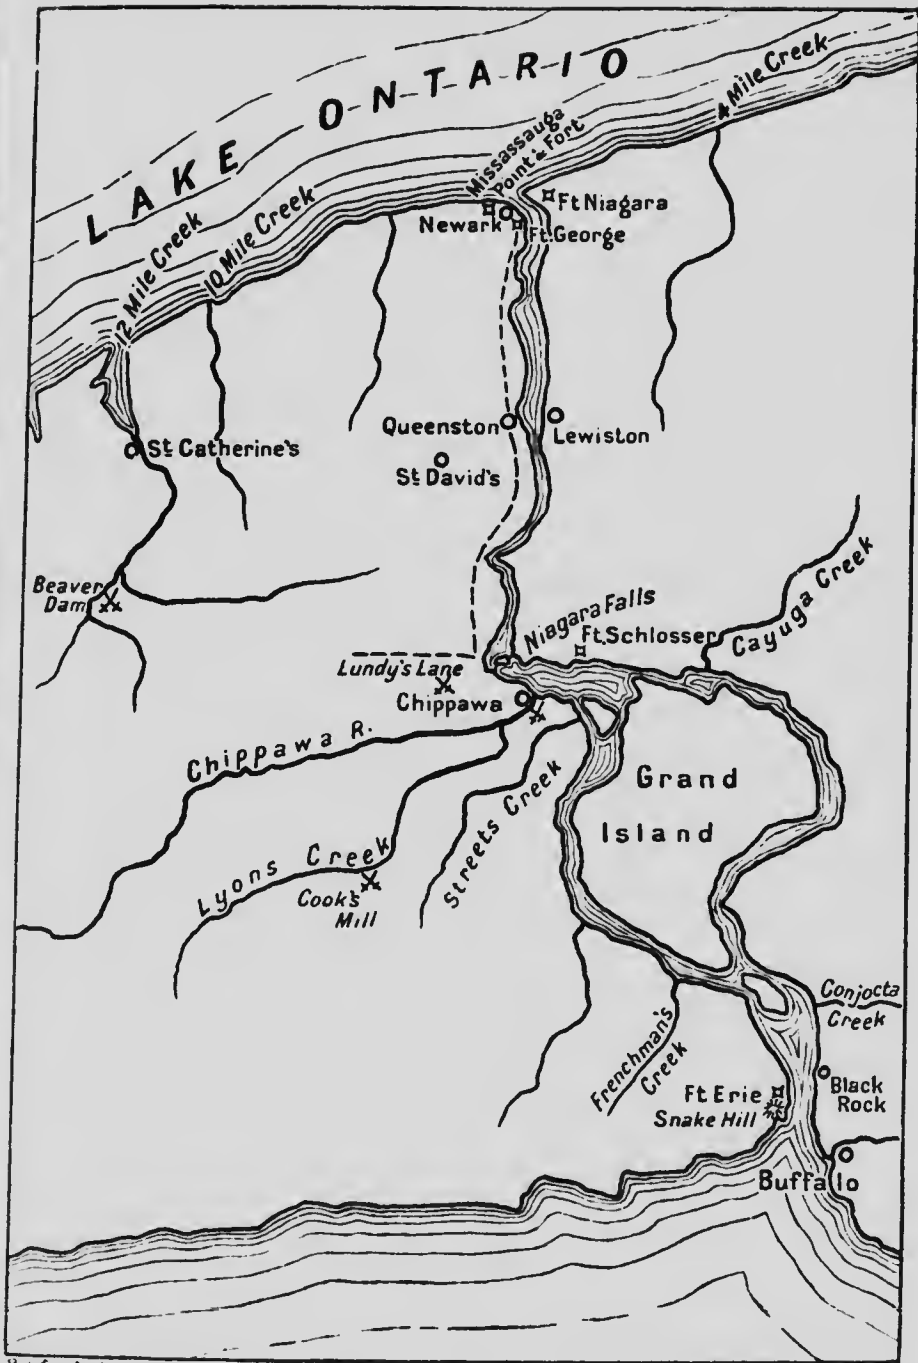 LAKE ONTARIO
4 Mile Creek
Mississauga
Point & Fort
Ft Niagara
Newark
Ft. George
10 Mile Creek
12 Mile Creek
Queenston
Lewiston
St Catherine's
St David's
Beaver
Dam
Niagara Falls
Ft. Schlosser
Cayuga Creek
Lundy's Lane
Chippawa
Chippawa R.
Grand
Island
Streets Creek
Lyons Creek
Cook's
Mill
Conjocta
Creek
Frenchman's
Creek
Ft Erie
Snake Hill
Black
Rock
Buffalo